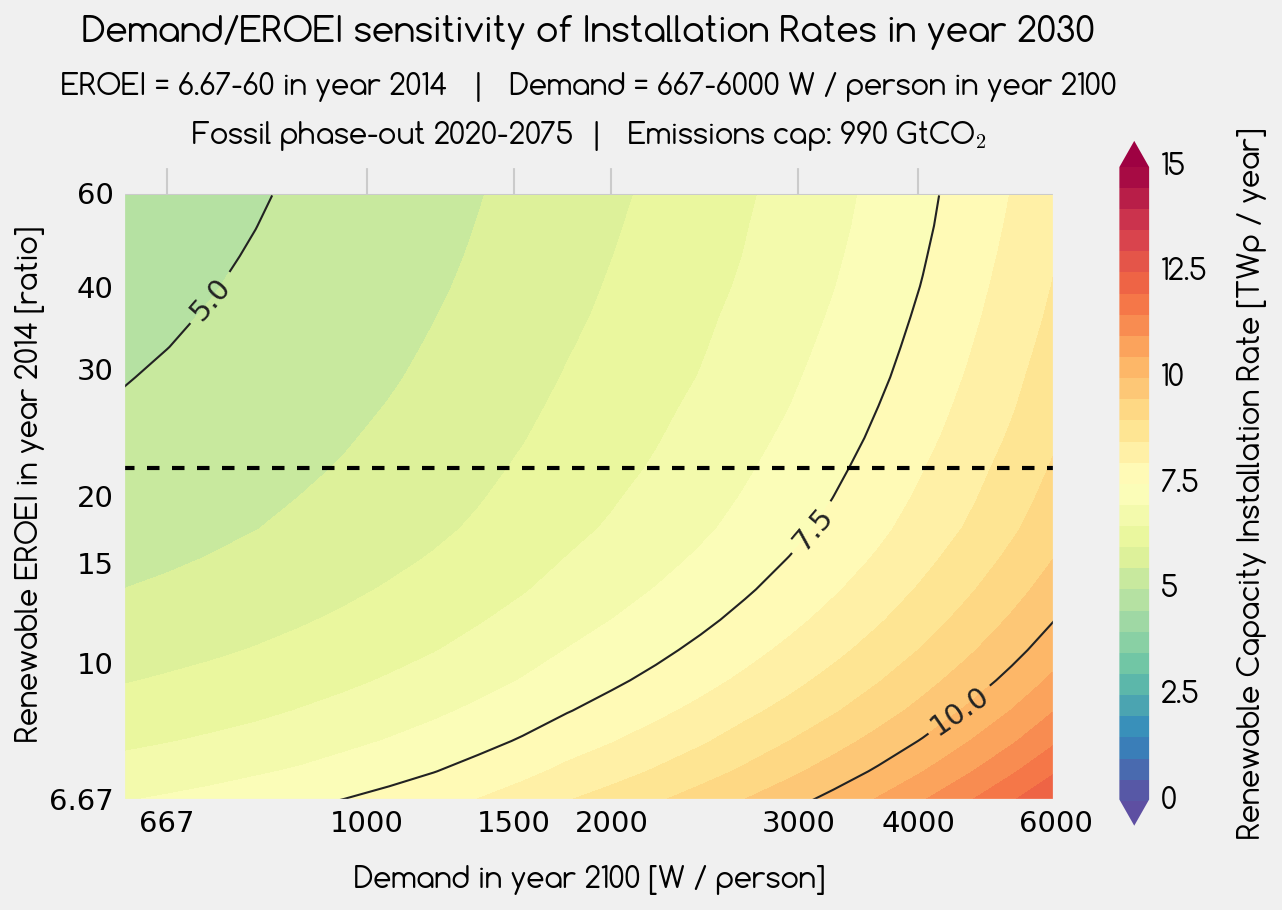 Demand/EROEI sensitivity of Installation Rates in year 2030
EROEI = 6.67-60 in year 2014 | Demand = 667-6000 W / person in year 2100
Fossil phase-out 2020-2075 | Emissions cap: 990 GtCO₂
Renewable EROEI in year 2014 [ratio]
60
40
30
20
15
10
6.67
5.0
7.5
10.0
667 1000 1500 2000 3000 4000 6000
Demand in year 2100 [W / person]
15
12.5
10
7.5
5
2.5
0
Renewable Capacity Installation Rate [TWp / year]